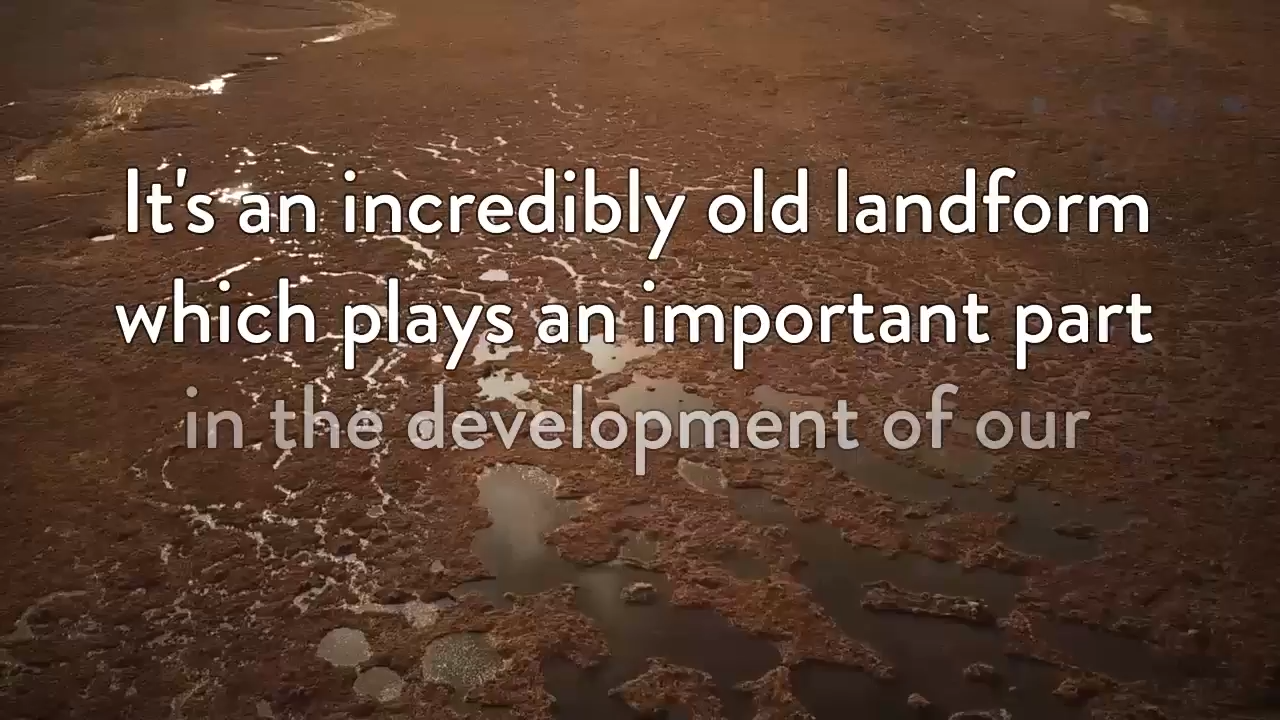 It's an incredibly old landform
which plays an important part
in the development of our